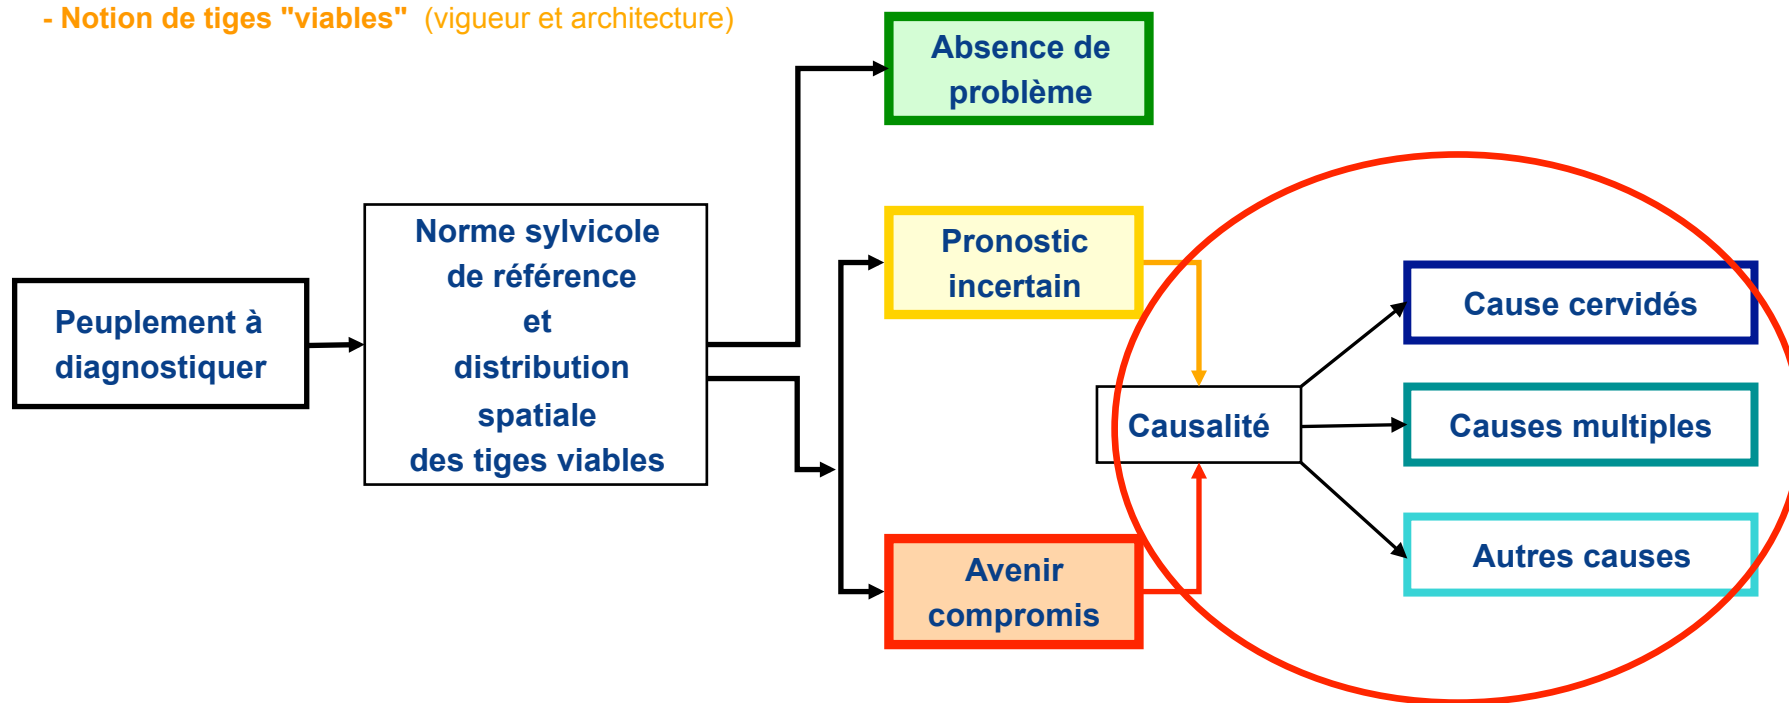 - Notion de tiges "viables" (vigueur et architecture)
Absence de
problème
Peuplement à
diagnostiquer
Norme sylvicole
de référence
et
distribution
spatiale
des tiges viables
Pronostic
incertain
Avenir
compromis
Causalité
Cause cervidés
Causes multiples
Autres causes